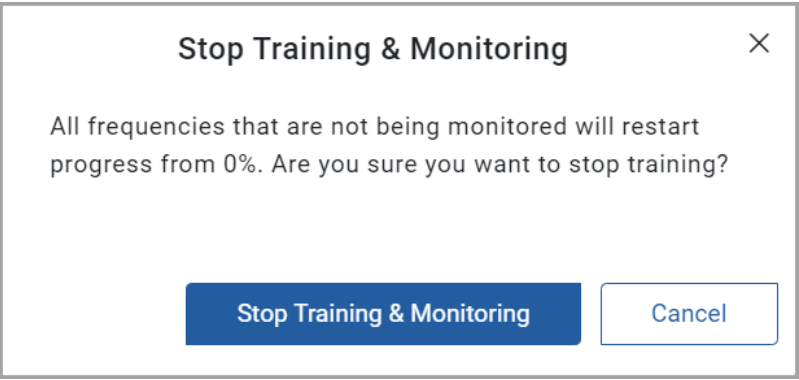 Stop Training & Monitoring
All frequencies that are not being monitored will restart
progress from 0%. Are you sure you want to stop training?
Stop Training & Monitoring
Cancel